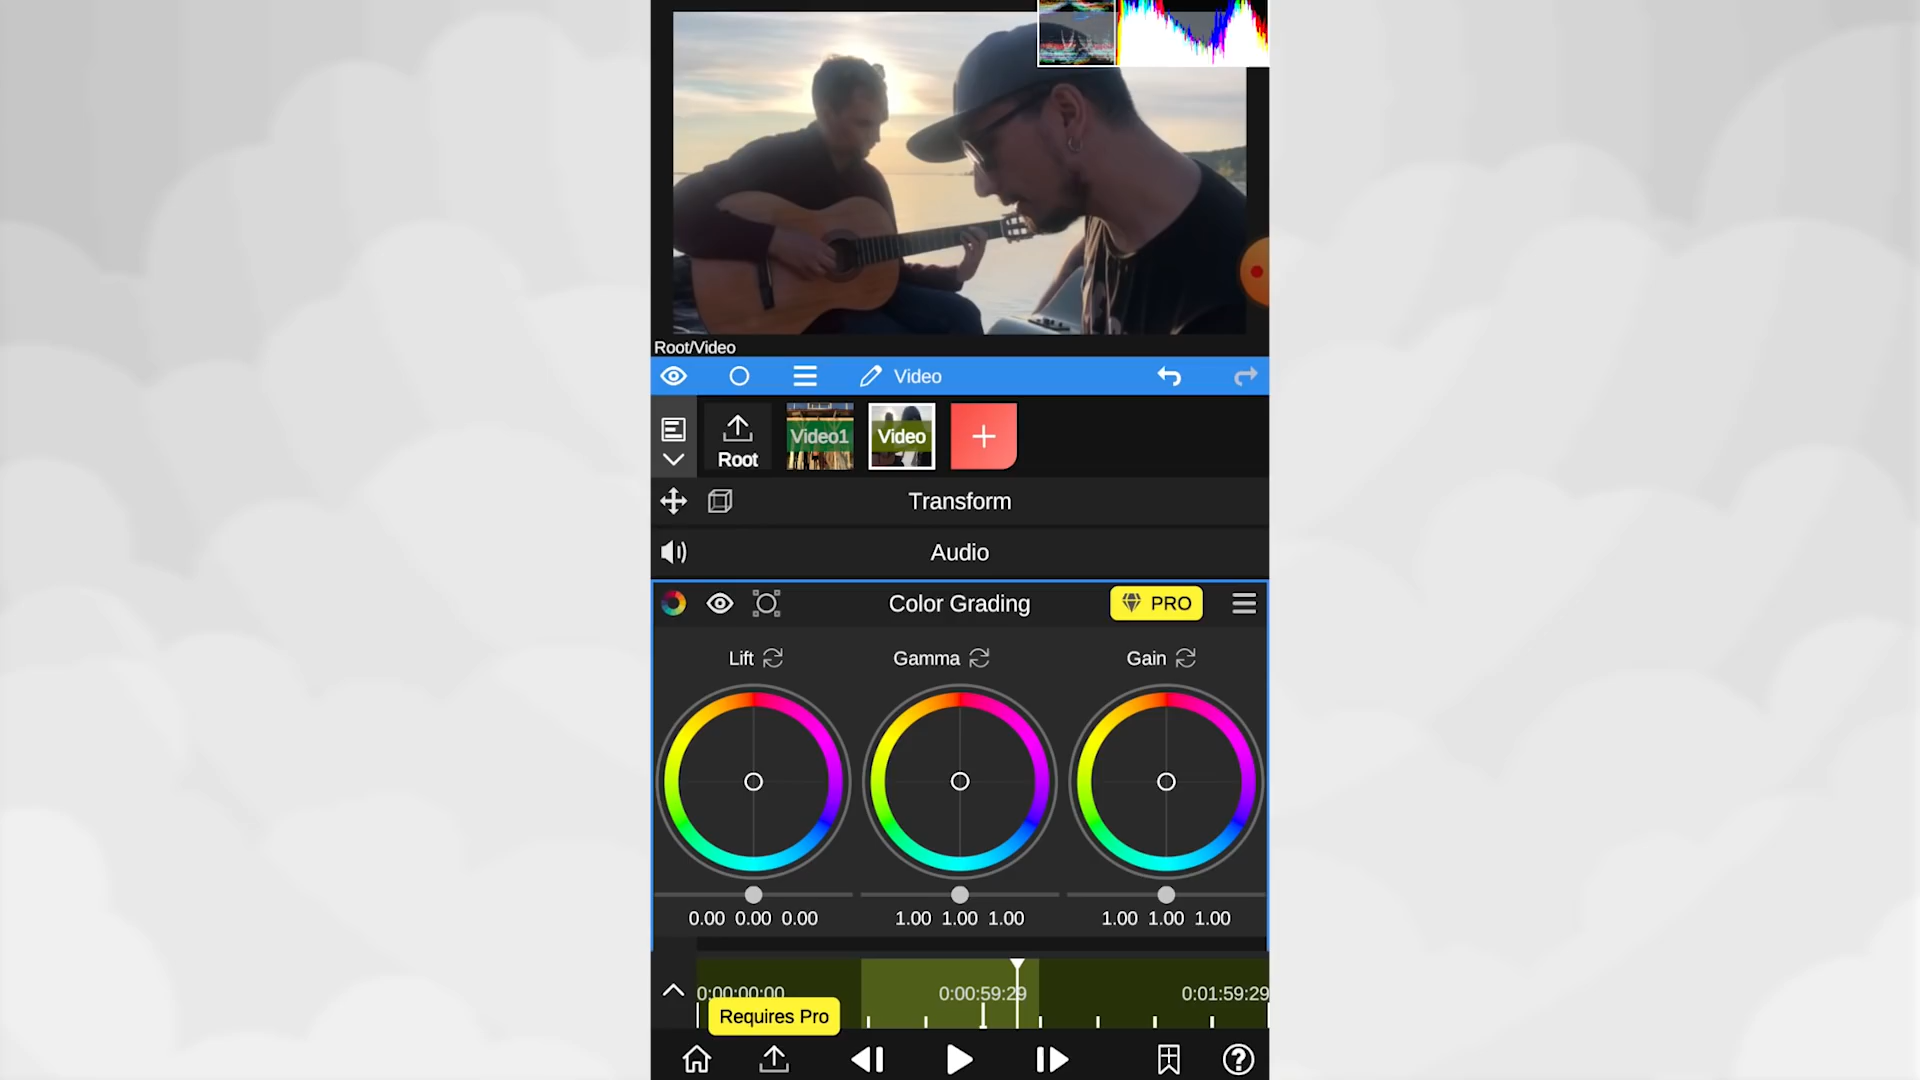 Root/Video
Video
Root
Video1
Video
Transform
Audio
Color Grading
PRO
Lift
Gamma
Gain
0.00 0.00 0.00
1.00 1.00 1.00
1.00 1.00 1.00
0:00:00:00
0:00:59:29
0:01:59:29
Requires Pro